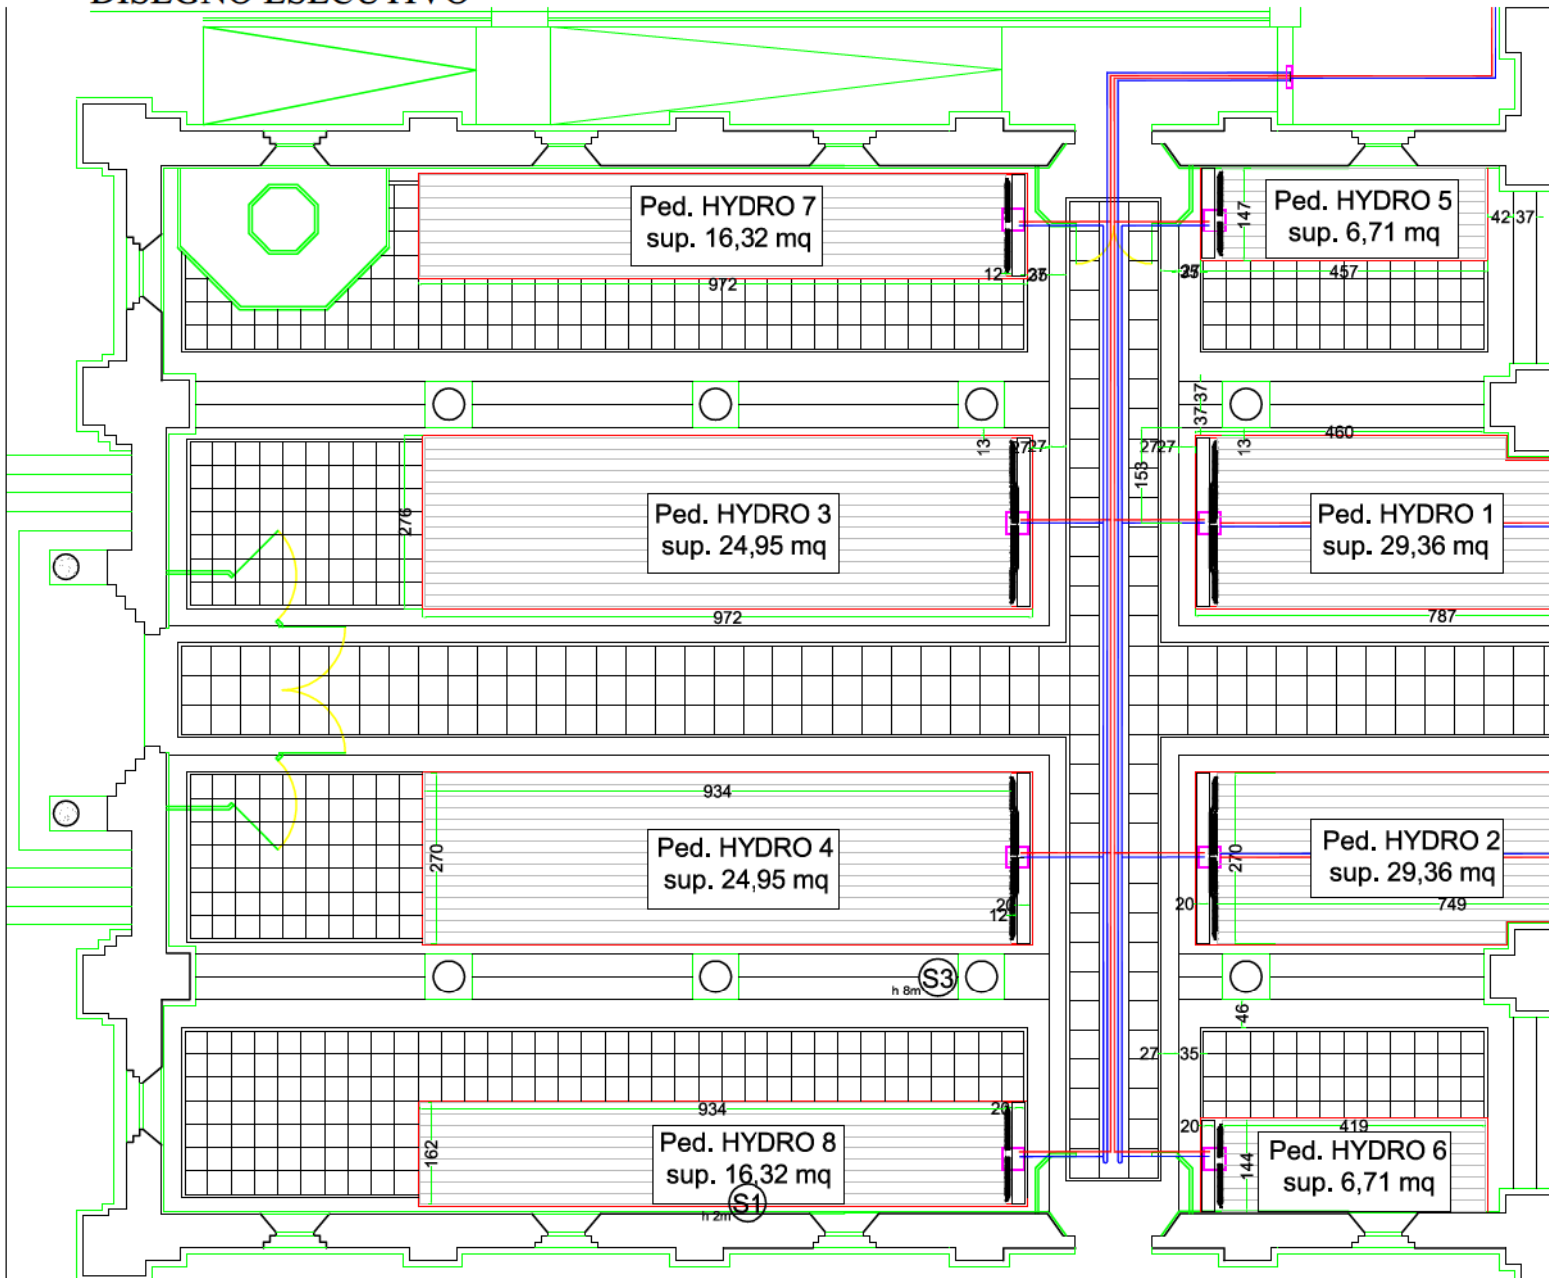 DISEGNO ESECUTIVO
Ped. HYDRO 7
sup. 16,32 mq
Ped. HYDRO 5
sup. 6,71 mq
147
42
37
12
972
457
37
37
460
13
27
27
27
13
153
Ped. HYDRO 3
sup. 24,95 mq
Ped. HYDRO 1
sup. 29,36 mq
276
972
787
934
Ped. HYDRO 4
sup. 24,95 mq
Ped. HYDRO 2
sup. 29,36 mq
270
270
20
12
20
749
S3
h 8m
46
27
35
934
20
20
419
Ped. HYDRO 8
sup. 16,32 mq
162
Ped. HYDRO 6
sup. 6,71 mq
144
S1
h 2m